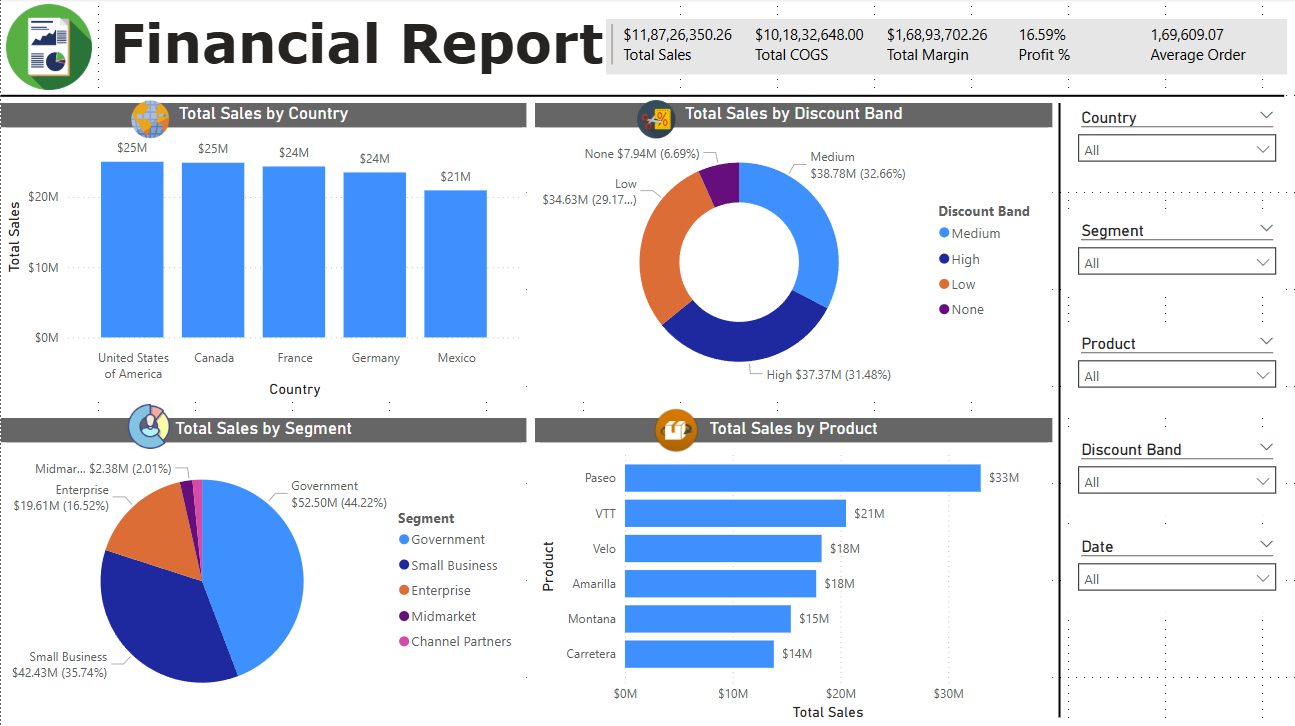 Financial Report
$11,87,26,350.26 $10,18,32,648.00 $1,68,93,702.26 16.59% 1,69,609.07
Total Sales Total COGS Total Margin Profit % Average Order
Total Sales by Country
$25M $25M $24M $24M $21M
$20M
$10M
$0M
Total Sales
United States of America
Canada
France
Germany
Mexico
Country
Total Sales by Discount Band
None $7.94M (6.69%)
Medium
$38.78M (32.66%)
Low
$34.63M (29.17...)
High $37.37M (31.48%)
Discount Band
Medium
High
Low
None
Total Sales by Segment
Midmar... $2.38M (2.01%)
Enterprise
$19.61M (16.52%)
Government
$52.50M (44.22%)
Small Business
$42.43M (35.74%)
Segment
Government
Small Business
Enterprise
Midmarket
Channel Partners
Total Sales by Product
Product
Paseo $33M
VTT $21M
Velo $18M
Amarilla $18M
Montana $15M
Carretera $14M
$0M $10M $20M $30M
Total Sales
Country
All
Segment
All
Product
All
Discount Band
All
Date
All